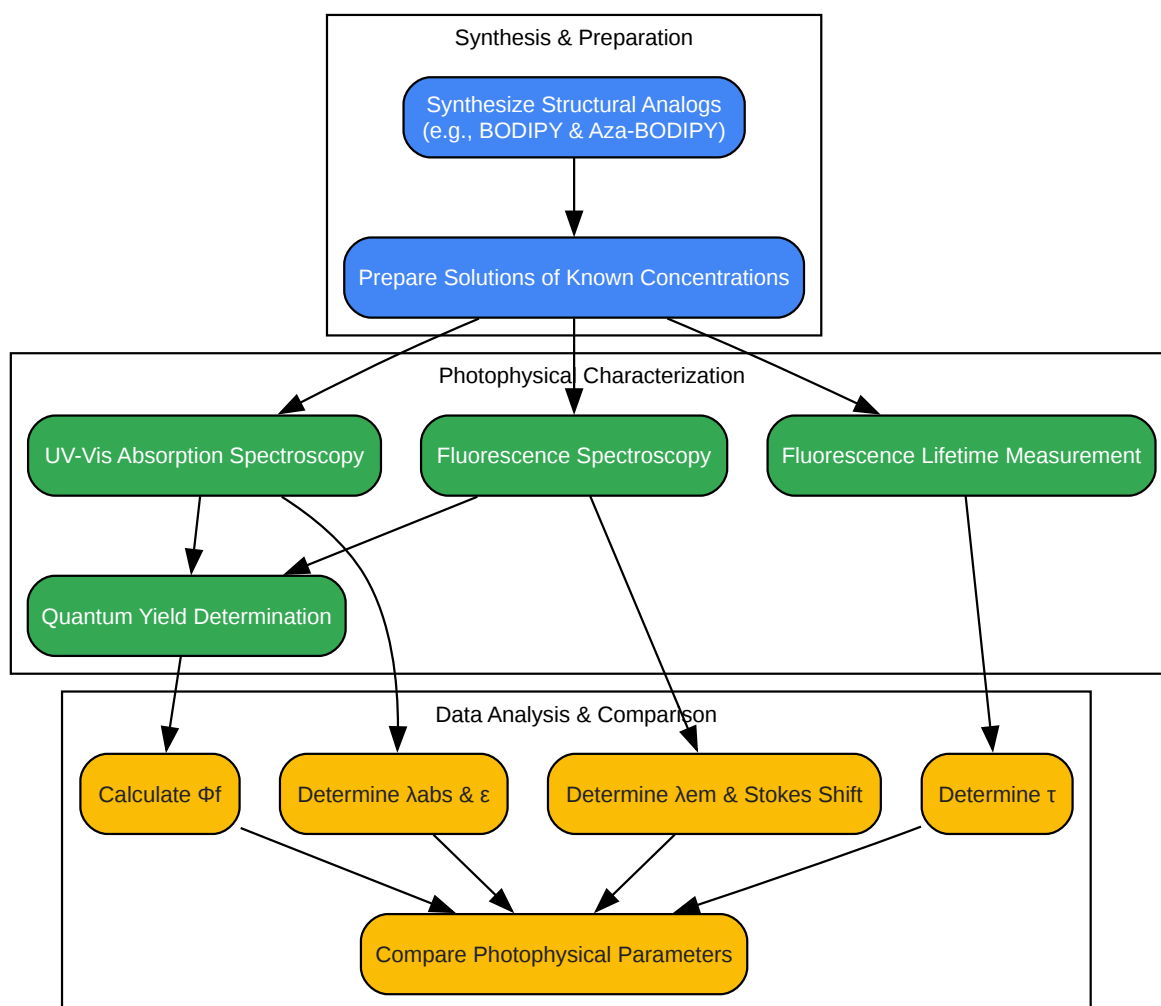 Synthesis & Preparation
Synthesize Structural Analogs
(e.g., BODIPY & Aza-BODIPY)
Prepare Solutions of Known Concentrations
Photophysical Characterization
UV-Vis Absorption Spectroscopy
Fluorescence Spectroscopy
Fluorescence Lifetime Measurement
Quantum Yield Determination
Data Analysis & Comparison
Calculate Φf
Determine λabs & ε
Determine λem & Stokes Shift
Determine τ
Compare Photophysical Parameters